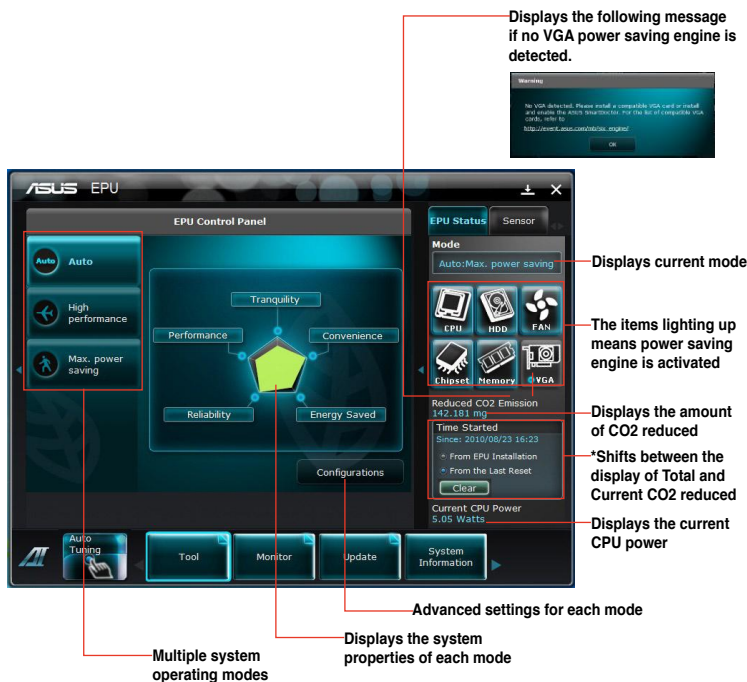 Displays the following message
if no VGA power saving engine is
detected.
Warning
No VGA detected. Please install a compatible VGA card or install
and enable the ASUS SmartDoctor. For the list of compatible VGA
cards, refer to
http://event.asus.com/mb/six_engine/
OK
ASUS EPU
EPU Control Panel
Auto
Auto
High
performance
Max. power
saving
Tranquility
Performance
Convenience
Reliability
Energy Saved
Configurations
EPU Status
Sensor
Mode
Auto:Max. power saving
CPU
HDD
FAN
Chipset
Memory
VGA
Reduced CO2 Emission
142.181 mg
Time Started
Since: 2010/08/23 16:23
From EPU Installation
From the Last Reset
Clear
Current CPU Power
5.05 Watts
Auto
Tuning
Tool
Monitor
Update
System
Information
Displays current mode
The items lighting up
means power saving
engine is activated
Displays the amount
of CO2 reduced
*Shifts between the
display of Total and
Current CO2 reduced
Displays the current
CPU power
Advanced settings for each mode
Displays the system
properties of each mode
Multiple system
operating modes